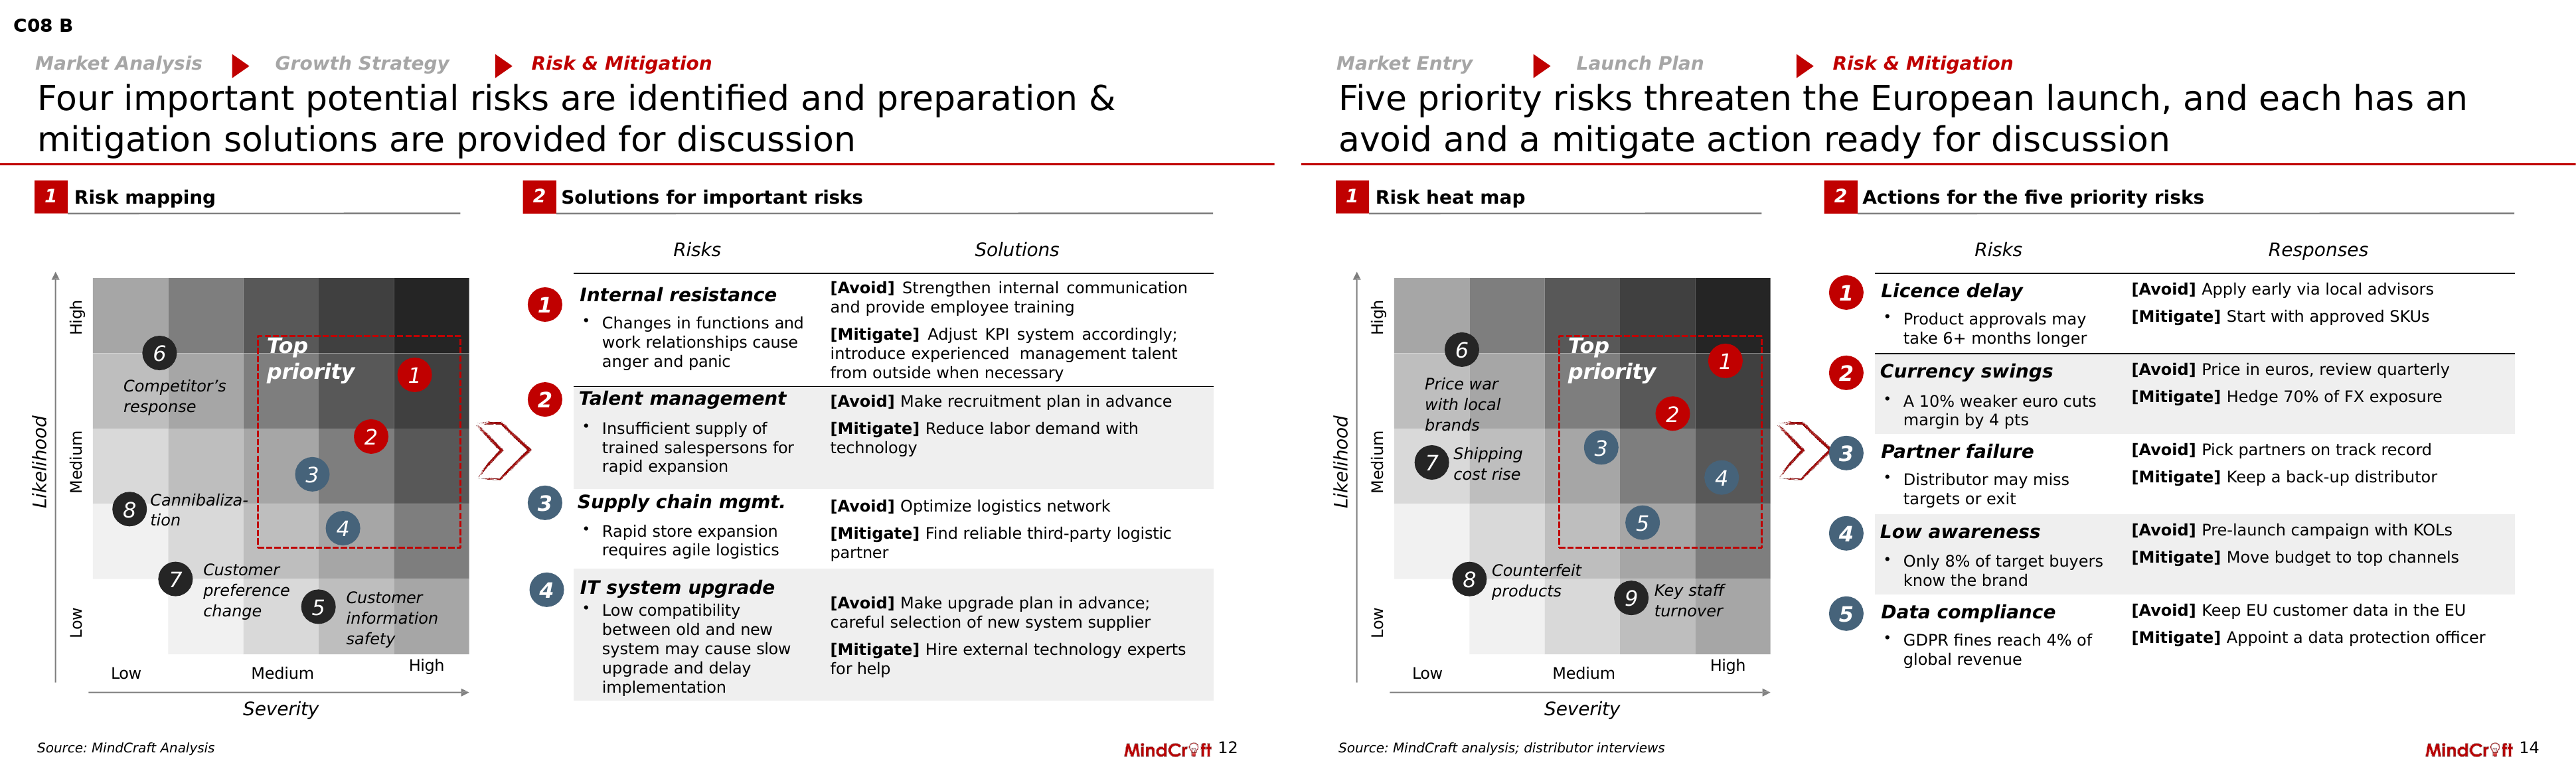 C08 B
Market Analysis
Growth Strategy
Risk & Mitigation
Four important potential risks are identified and preparation &
mitigation solutions are provided for discussion
1
Risk mapping
2
Solutions for important risks
Likelihood
High
Medium
Low
Top
priority
1
2
3
4
6
Competitor’s
response
8
Cannibaliza-
tion
7
Customer
preference
change
5
Customer
information
safety
Low
Medium
High
Severity
Risks
Solutions
1
Internal resistance
• Changes in functions and
work relationships cause
anger and panic
[Avoid] Strengthen internal communication
and provide employee training
[Mitigate] Adjust KPI system accordingly;
introduce experienced management talent
from outside when necessary
2
Talent management
• Insufficient supply of
trained salespersons for
rapid expansion
[Avoid] Make recruitment plan in advance
[Mitigate] Reduce labor demand with
technology
3
Supply chain mgmt.
• Rapid store expansion
requires agile logistics
[Avoid] Optimize logistics network
[Mitigate] Find reliable third-party logistic
partner
4
IT system upgrade
• Low compatibility
between old and new
system may cause slow
upgrade and delay
implementation
[Avoid] Make upgrade plan in advance;
careful selection of new system supplier
[Mitigate] Hire external technology experts
for help
Source: MindCraft Analysis
MindCraft 12
Market Entry
Launch Plan
Risk & Mitigation
Five priority risks threaten the European launch, and each has an
avoid and a mitigate action ready for discussion
1
Risk heat map
2
Actions for the five priority risks
Likelihood
High
Medium
Low
Top
priority
1
2
3
4
5
6
Price war
with local
brands
7
Shipping
cost rise
8
Counterfeit
products
9
Key staff
turnover
Low
Medium
High
Severity
Risks
Responses
1
Licence delay
• Product approvals may
take 6+ months longer
[Avoid] Apply early via local advisors
[Mitigate] Start with approved SKUs
2
Currency swings
• A 10% weaker euro cuts
margin by 4 pts
[Avoid] Price in euros, review quarterly
[Mitigate] Hedge 70% of FX exposure
3
Partner failure
• Distributor may miss
targets or exit
[Avoid] Pick partners on track record
[Mitigate] Keep a back-up distributor
4
Low awareness
• Only 8% of target buyers
know the brand
[Avoid] Pre-launch campaign with KOLs
[Mitigate] Move budget to top channels
5
Data compliance
• GDPR fines reach 4% of
global revenue
[Avoid] Keep EU customer data in the EU
[Mitigate] Appoint a data protection officer
Source: MindCraft analysis; distributor interviews
MindCraft 14